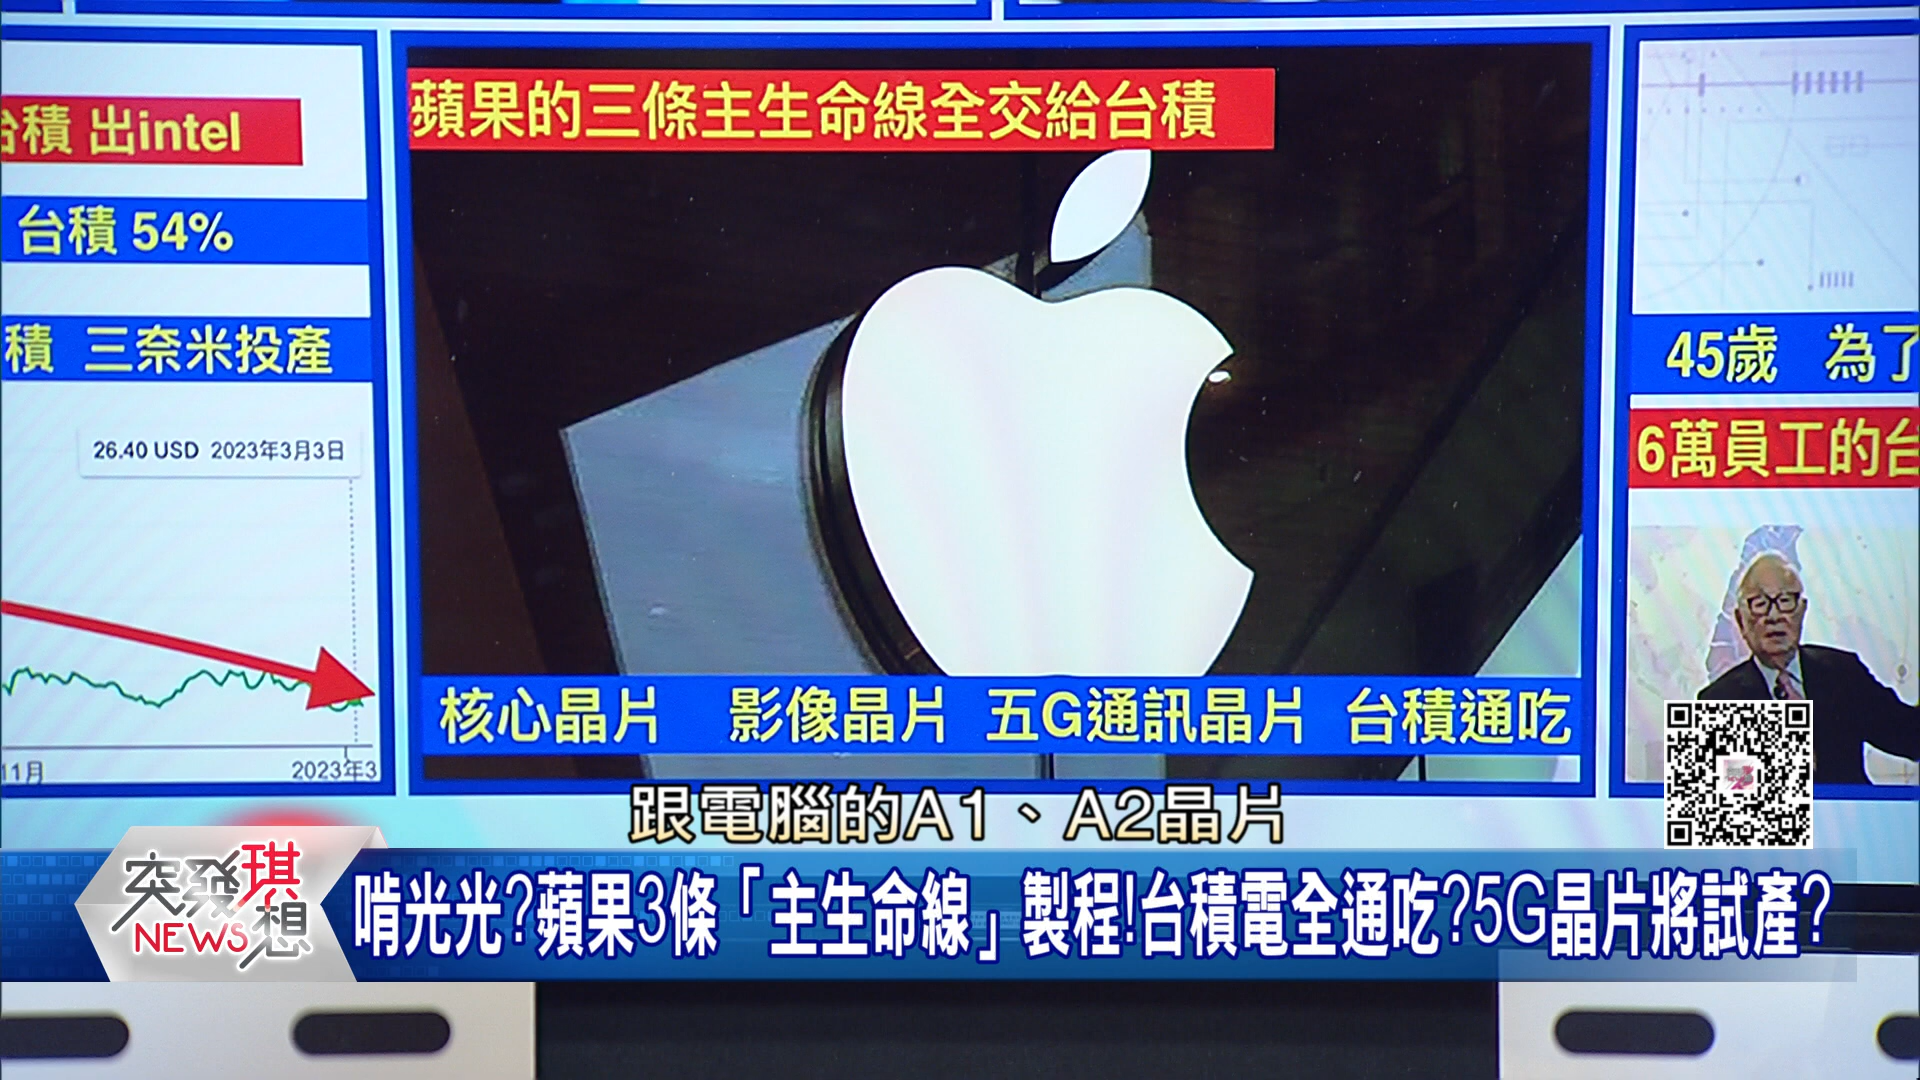 蘋果的三條主生命線全交給台積
台積 出intel
台積 54%
積 三奈米投產
26.40 USD 2023年3月3日
11月
2023年3
45歲 為了
6萬員工的台
核心晶片 影像晶片 五G通訊晶片 台積通吃
跟電腦的A1、A2晶片
突發琪想
NEWS
啃光光?蘋果3條「主生命線」製程!台積電全通吃?5G晶片將試產?